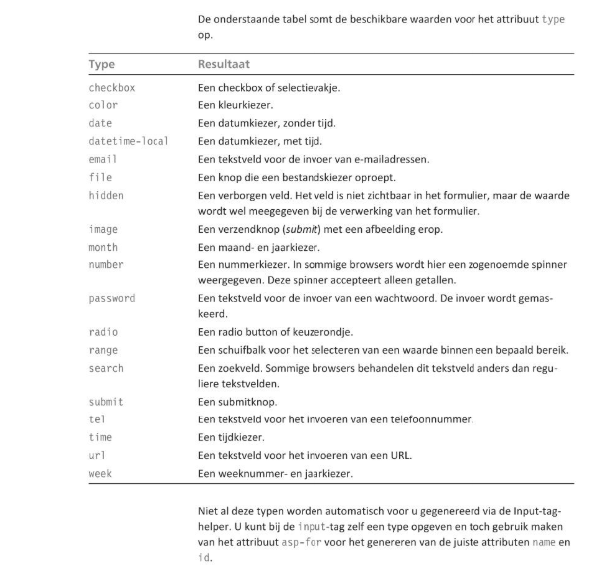 De onderstaande tabel somt de beschikbare waarden voor het attribuut type
op.
Type Resultaat
checkbox Een checkbox of selectievakje.
color Een kleurkiezer.
date Een datumkiezer, zonder tijd.
datetime-local Een datumkiezer, met tijd.
email Een tekstveld voor de invoer van e-mailadressen.
file Een knop die een bestandskiezer oproept.
hidden Een verborgen veld. Het veld is niet zichtbaar in het formulier, maar de waarde
wordt wel meegegeven bij de verwerking van het formulier.
image Een verzendknop (submit) met een afbeelding erop.
month Een maand- en jaarkiezer.
number Een nummerkiezer. In sommige browsers wordt hier een zogenoemde spinner
weergegeven. Deze spinner accepteert alleen getallen.
password Een tekstveld voor de invoer van een wachtwoord. De invoer wordt gemas-
keerd.
radio Een radio button of keuzerondje.
range Een schuifbalk voor het selecteren van een waarde binnen een bepaald bereik.
search Een zoekveld. Sommige browsers behandelen dit tekstveld anders dan regu-
liere tekstvelden.
submit Een submitknop.
tel Een tekstveld voor het invoeren van een telefoonnummer.
time Een tijdkiezer.
url Een tekstveld voor het invoeren van een URL.
week Een weeknummer- en jaarkiezer.
Niet al deze typen worden automatisch voor u gegenereerd via de Input-tag-
helper. U kunt bij de input-tag zelf een type opgeven en toch gebruik maken
van het attribuut asp-for voor het genereren van de juiste attributen name en
id.